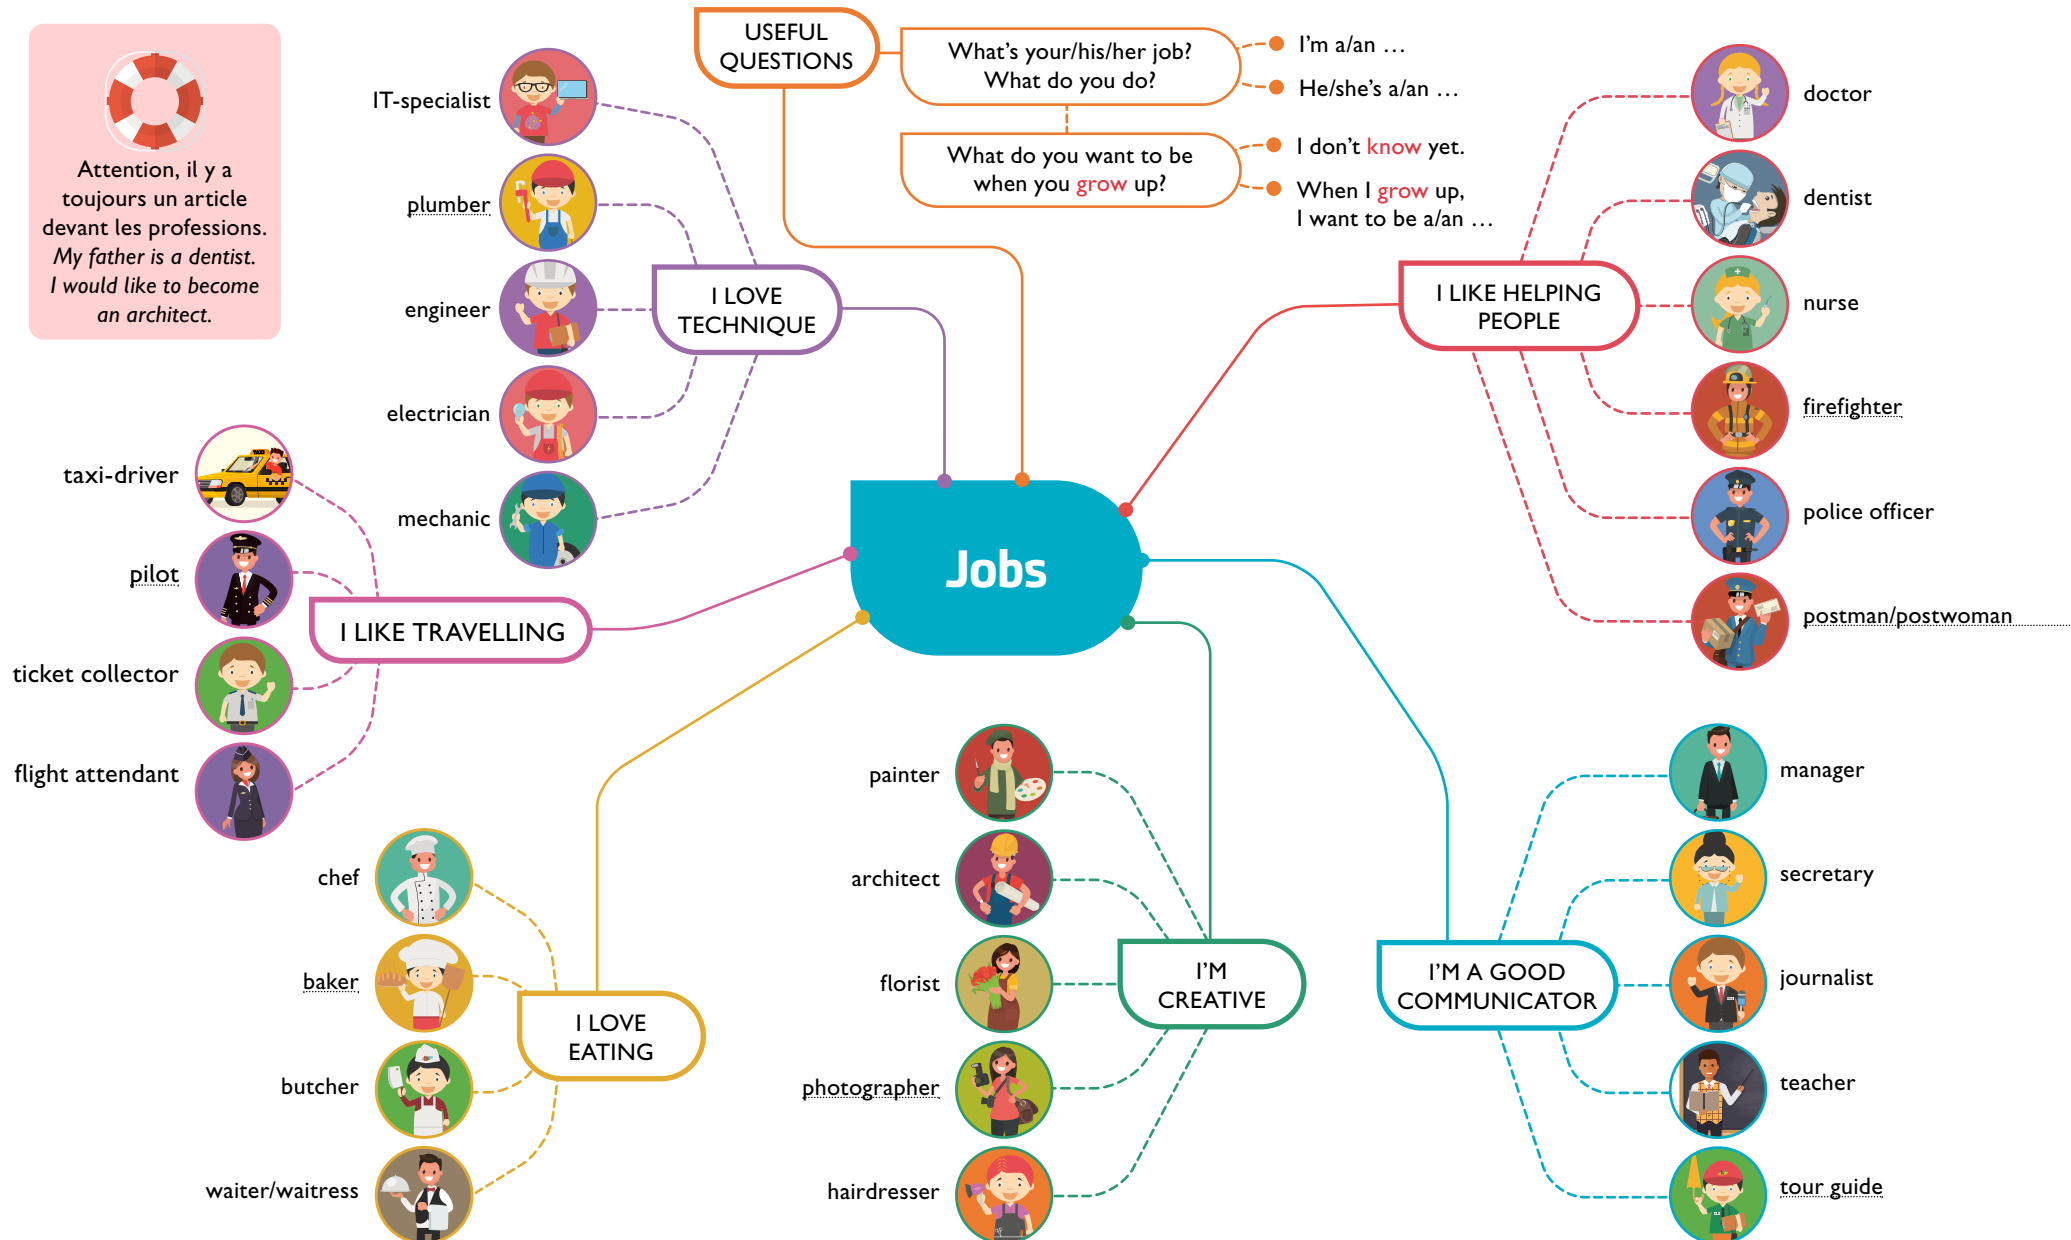 Attention, il y a
toujours un article
devant les professions.
My father is a dentist.
I would like to become
an architect.
USEFUL
QUESTIONS
What’s your/his/her job?
What do you do?
I’m a/an …
He/she’s a/an …
What do you want to be
when you grow up?
I don’t know yet.
When I grow up,
I want to be a/an …
I LOVE
TECHNIQUE
IT-specialist
plumber
engineer
electrician
mechanic
I LIKE HELPING
PEOPLE
doctor
dentist
nurse
firefighter
police officer
postman/postwoman
Jobs
I LIKE TRAVELLING
taxi-driver
TAXI
pilot
ticket collector
flight attendant
I LOVE
EATING
chef
baker
butcher
waiter/waitress
I’M
CREATIVE
painter
architect
florist
photographer
hairdresser
I’M A GOOD
COMMUNICATOR
manager
secretary
journalist
teacher
tour guide